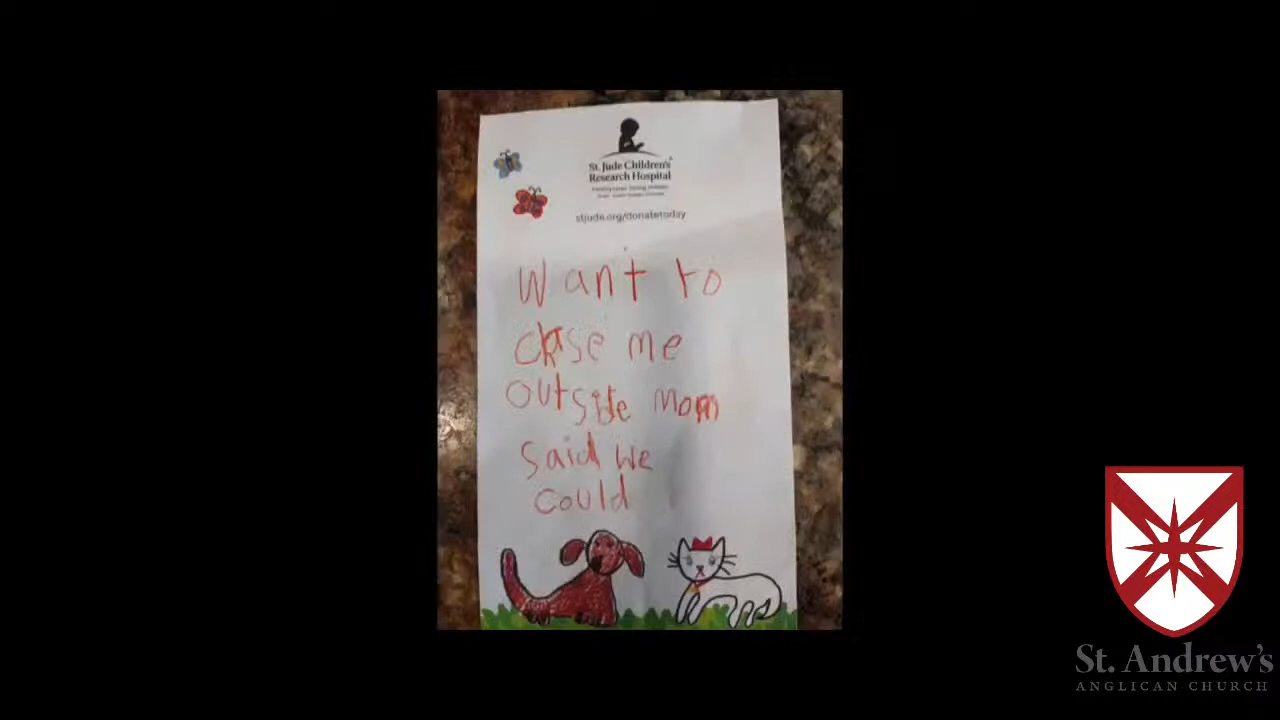 St. Jude Children's
Research Hospital
stjude.org/donatetoday
Want to
chase me
outside Mom
said we
could
St. Andrew's
ANGLICAN CHURCH